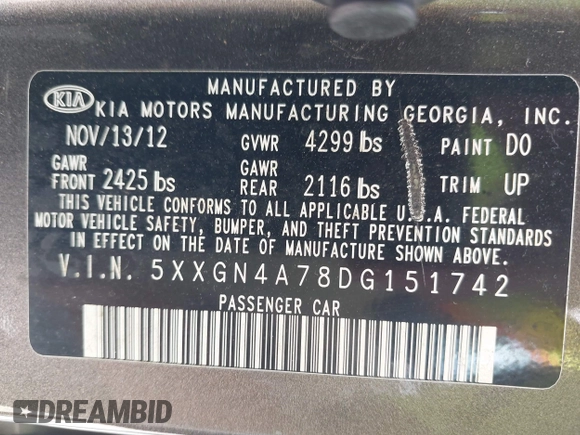 MANUFACTURED BY
KIA KIA MOTORS MANUFACTURING GEORGIA, INC.
NOV/13/12 GVWR 4299 lbs PAINT D0
GAWR FRONT 2425 lbs GAWR REAR 2116 lbs TRIM UP
THIS VEHICLE CONFORMS TO ALL APPLICABLE U.S.A. FEDERAL
MOTOR VEHICLE SAFETY, BUMPER, AND THEFT PREVENTION STANDARDS
IN EFFECT ON THE DATE OF MANUFACTURE SHOWN ABOVE.
V.I.N. 5XXGN4A78DG151742
PASSENGER CAR
DREAMBID